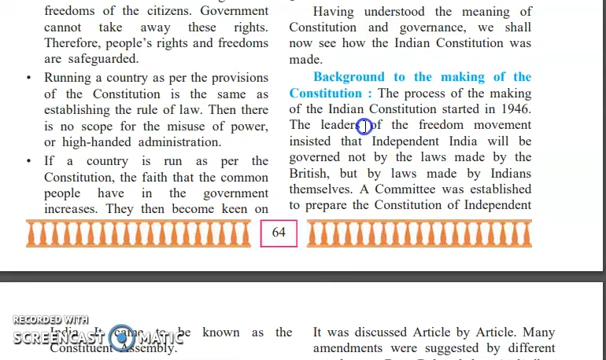 freedoms of the citizens. Government
cannot take away these rights.
Therefore, people's rights and freedoms
are safeguarded.
• Running a country as per the provisions
of the Constitution is the same as
establishing the rule of law. Then there
is no scope for the misuse of power,
or high-handed administration.
• If a country is run as per the
Constitution, the faith that the common
people have in the government
increases. They then become keen on
Having understood the meaning of
Constitution and governance, we shall
now see how the Indian Constitution was
made.
Background to the making of the
Constitution : The process of the making
of the Indian Constitution started in 1946.
The leaders of the freedom movement
insisted that Independent India will be
governed not by the laws made by the
British, but by laws made by Indians
themselves. A Committee was established
to prepare the Constitution of Independent
64
India. It came to be known as the
Constituent Assembly.
It was discussed Article by Article. Many
amendments were suggested by different
RECORDED WITH
SCREENCAST MATIC